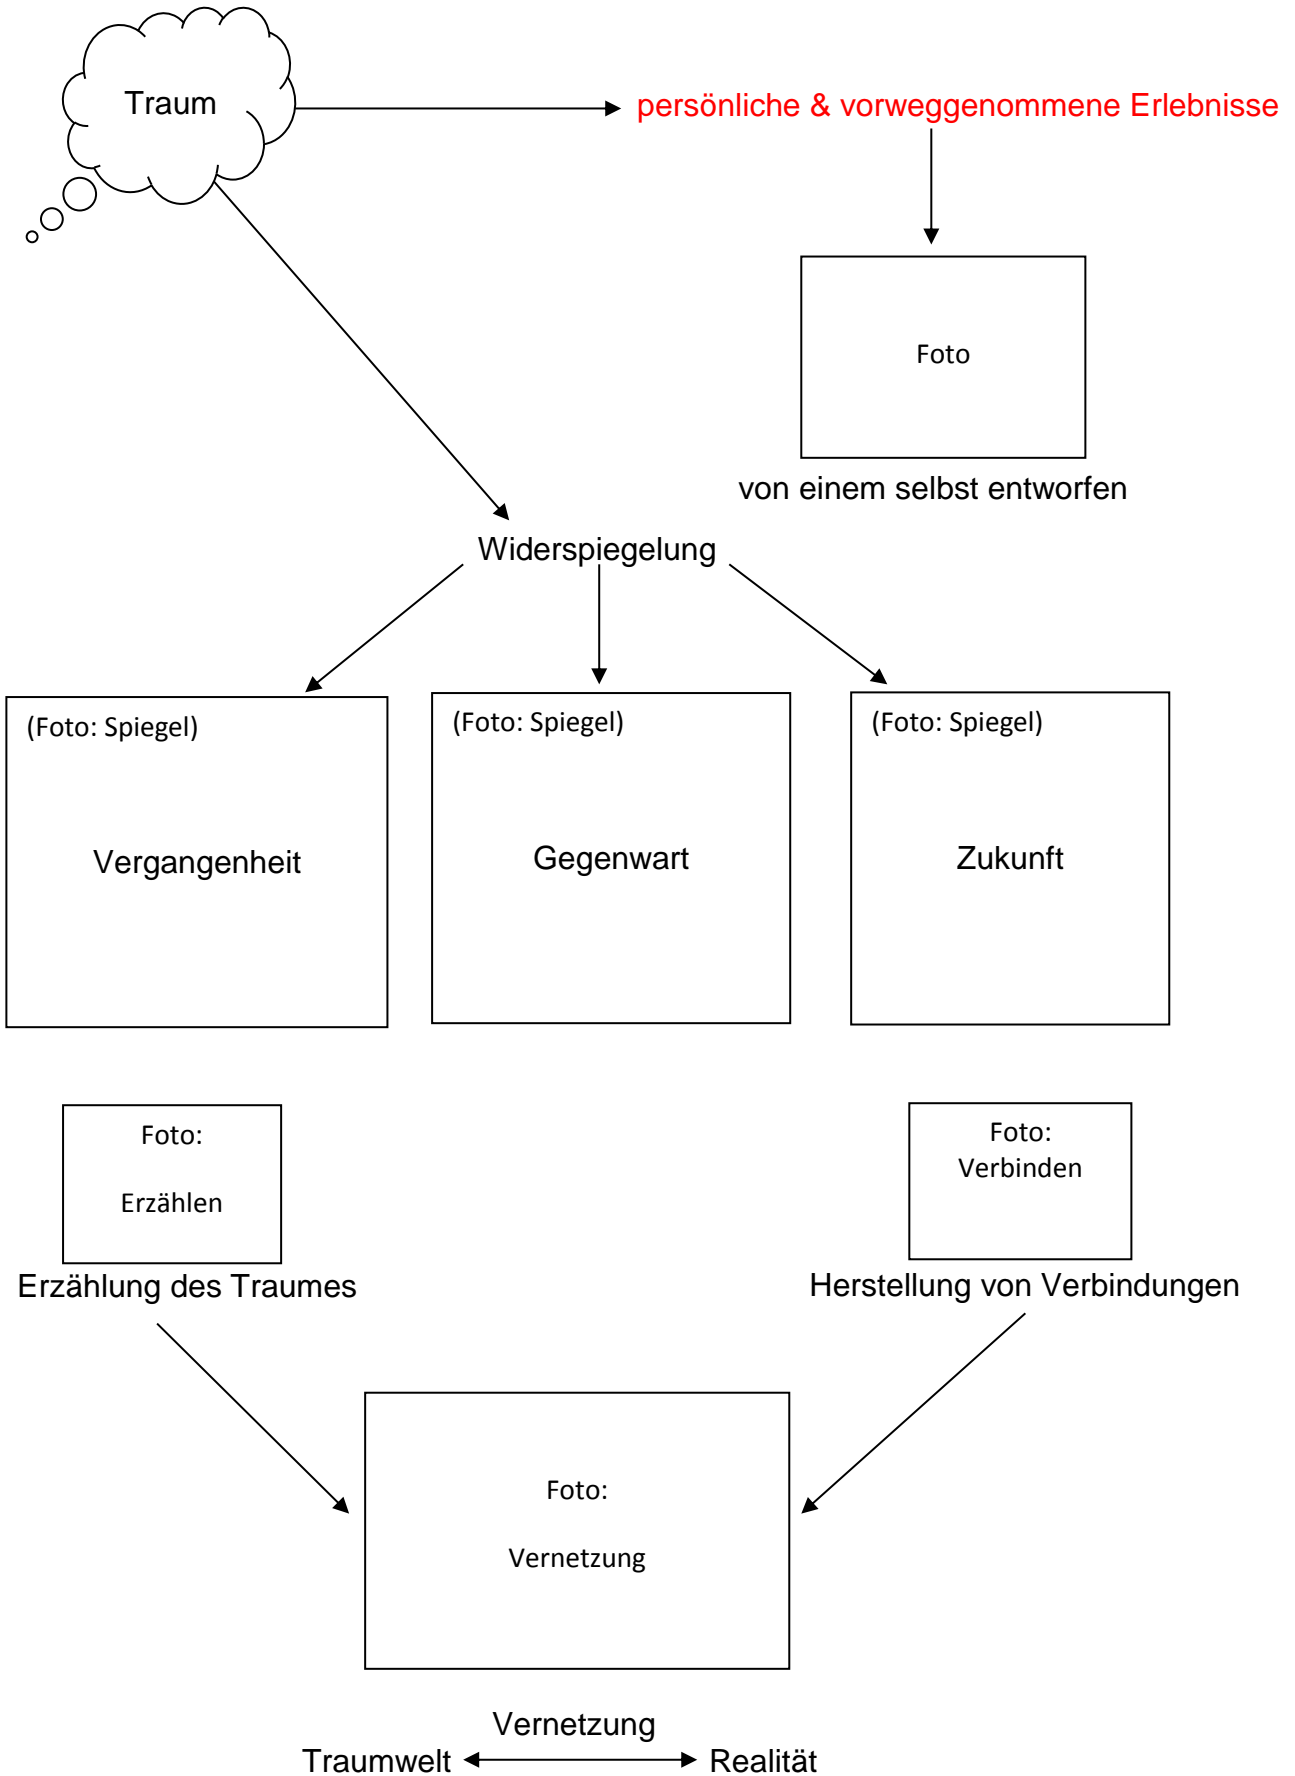 Traum
persönliche & vorweggenommene Erlebnisse
Foto
von einem selbst entworfen
Widerspiegelung
(Foto: Spiegel)
Vergangenheit
(Foto: Spiegel)
Gegenwart
(Foto: Spiegel)
Zukunft
Foto:
Erzählen
Erzählung des Traumes
Foto:
Verbinden
Herstellung von Verbindungen
Foto:
Vernetzung
Vernetzung
Traumwelt Realität